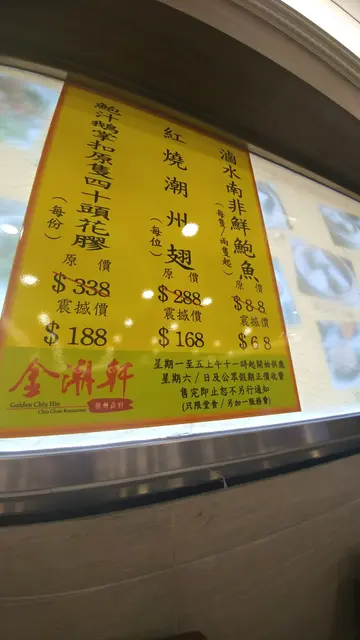 滷水南非鮮鮑魚
(每隻/兩隻起)
原價
$88
震撼價
$68
紅燒潮州翅
(每位)
原價
$288
震撼價
$168
鮑汁鵝掌扣原隻四十頭花膠
(每份)
原價
$338
震撼價
$188
金潮軒
Golden Chiu Hin
Chiu Chow Restaurant
潮州酒家
星期一至五上午十一時起開始供應
星期六/日及公眾假期正價收費
售完即止恕不另行通知
(只限堂食/另加一服務費)